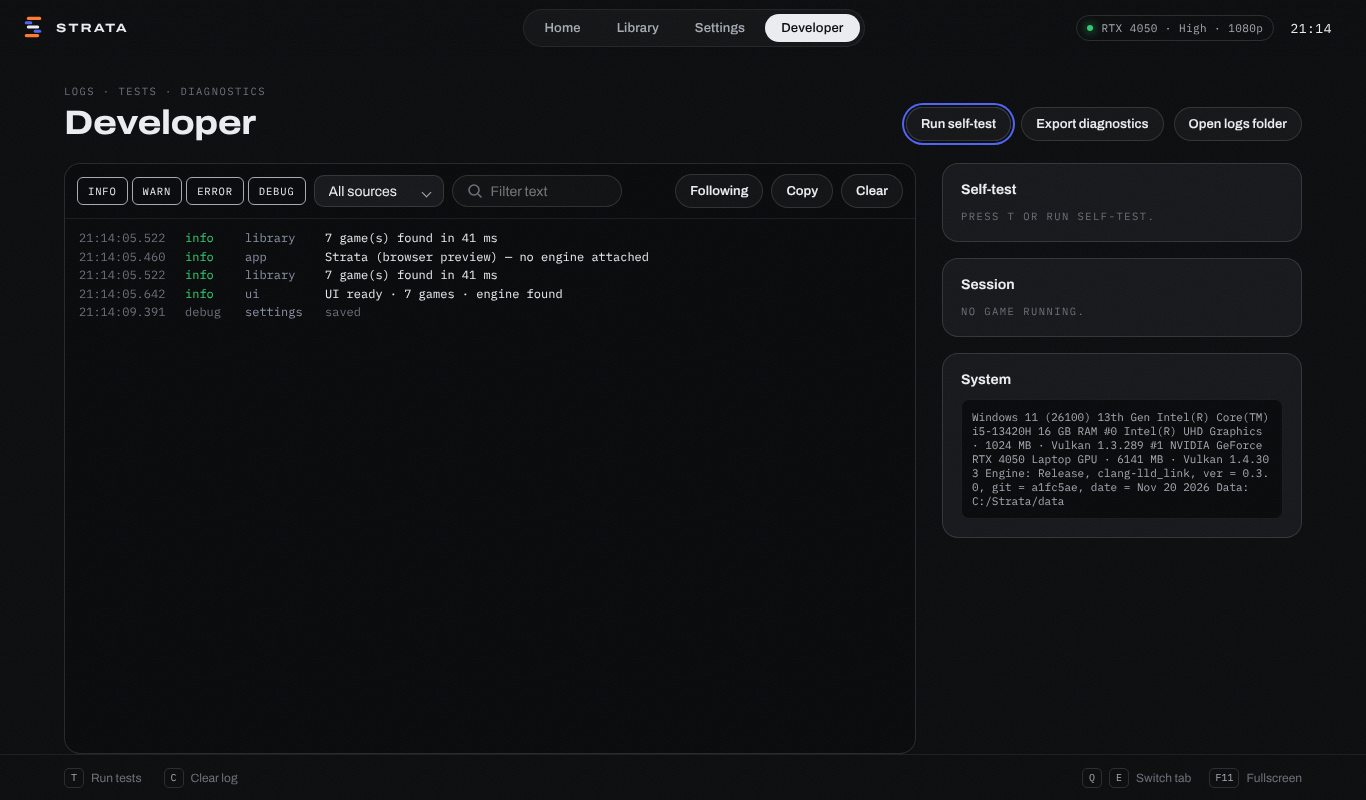 STRATA
Home Library Settings Developer
RTX 4050 · High · 1080p 21:14
LOGS · TESTS · DIAGNOSTICS
Developer
Run self-test Export diagnostics Open logs folder
INFO WARN ERROR DEBUG All sources Filter text Following Copy Clear
21:14:05.522 info library 7 game(s) found in 41 ms
21:14:05.460 info app Strata (browser preview) — no engine attached
21:14:05.522 info library 7 game(s) found in 41 ms
21:14:05.642 info ui UI ready · 7 games · engine found
21:14:09.391 debug settings saved
Self-test
PRESS T OR RUN SELF-TEST.
Session
NO GAME RUNNING.
System
Windows 11 (26100) 13th Gen Intel(R) Core(TM)
i5-13420H 16 GB RAM #0 Intel(R) UHD Graphics
· 1024 MB · Vulkan 1.3.289 #1 NVIDIA GeForce
RTX 4050 Laptop GPU · 6141 MB · Vulkan 1.4.30
3 Engine: Release, clang-lld_link, ver = 0.3.
0, git = a1fc5ae, date = Nov 20 2026 Data:
C:/Strata/data
T Run tests C Clear log Q E Switch tab F11 Fullscreen